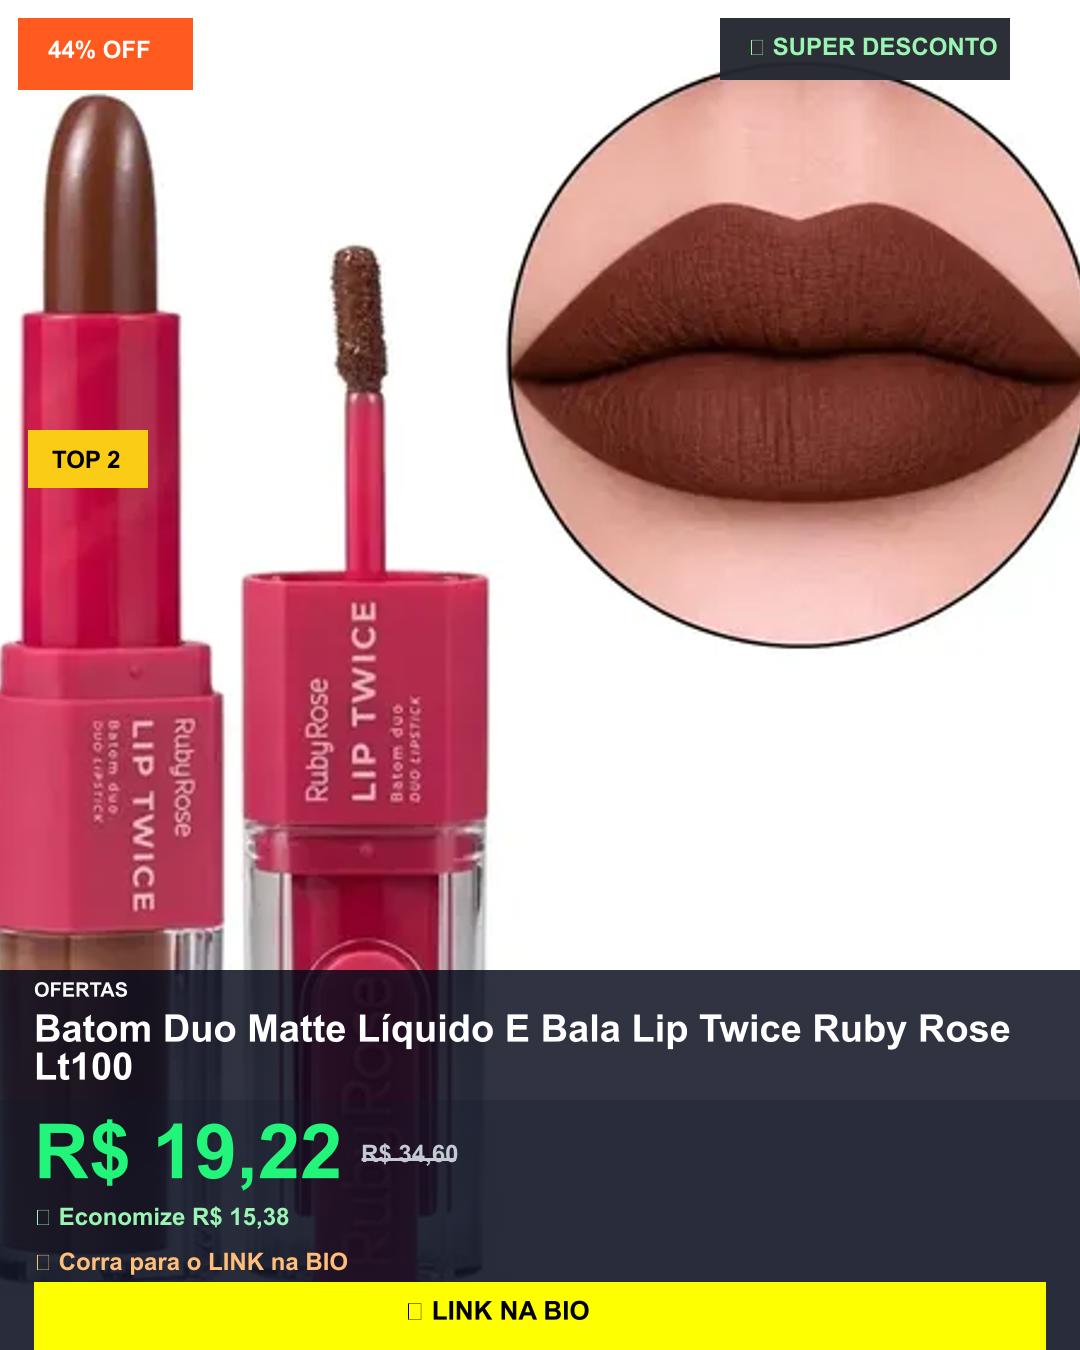 44% OFF
SUPER DESCONTO
TOP 2
RubyRose
LIP TWICE
Batom duo
DUO LIPSTICK
RubyRose
LIP TWICE
Batom duo
DUO LIPSTICK
RubyRose
OFERTAS
Batom Duo Matte Líquido E Bala Lip Twice Ruby Rose
Lt100
R$ 19,22 R$ 34,60
Economize R$ 15,38
Corra para o LINK na BIO
LINK NA BIO